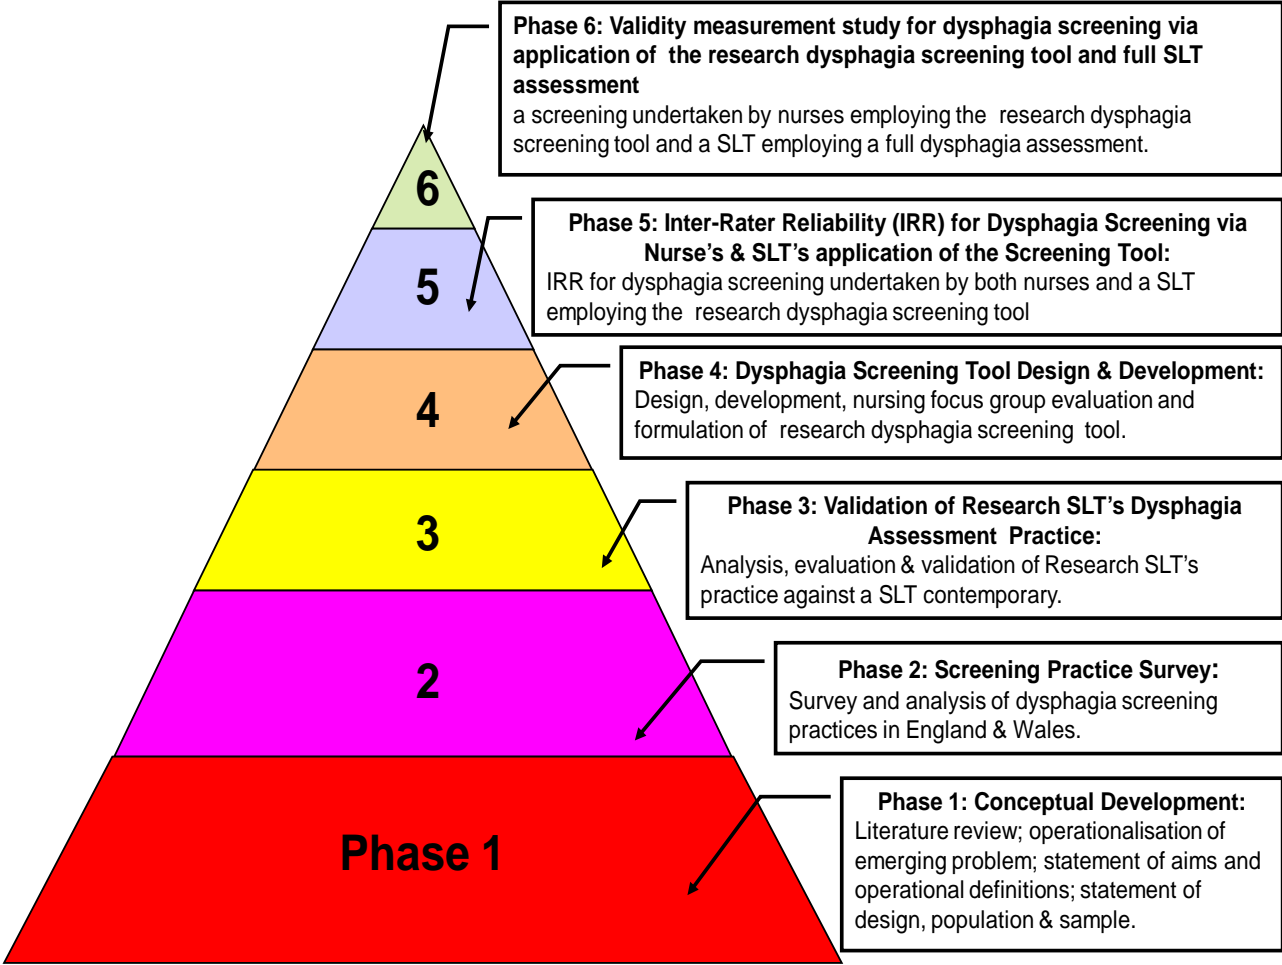 Phase 6: Validity measurement study for dysphagia screening via
application of the research dysphagia screening tool and full SLT
assessment
a screening undertaken by nurses employing the research dysphagia
screening tool and a SLT employing a full dysphagia assessment.
6
Phase 5: Inter-Rater Reliability (IRR) for Dysphagia Screening via
Nurse's & SLT's application of the Screening Tool:
IRR for dysphagia screening undertaken by both nurses and a SLT
employing the research dysphagia screening tool
5
Phase 4: Dysphagia Screening Tool Design & Development:
Design, development, nursing focus group evaluation and
formulation of research dysphagia screening tool.
4
Phase 3: Validation of Research SLT's Dysphagia
Assessment Practice:
Analysis, evaluation & validation of Research SLT's
practice against a SLT contemporary.
3
Phase 2: Screening Practice Survey:
Survey and analysis of dysphagia screening
practices in England & Wales.
2
Phase 1: Conceptual Development:
Literature review; operationalisation of
emerging problem; statement of aims and
operational definitions; statement of
design, population & sample.
Phase 1